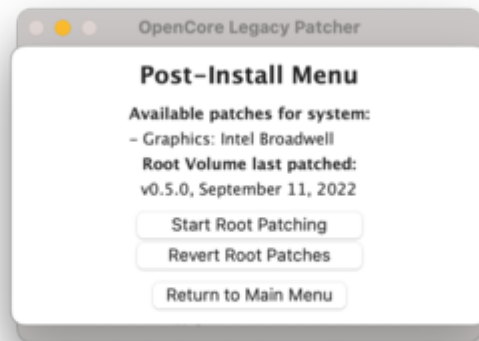 OpenCore Legacy Patcher
Post-Install Menu
Available patches for system:
- Graphics: Intel Broadwell
Root Volume last patched:
v0.5.0, September 11, 2022
Start Root Patching
Revert Root Patches
Return to Main Menu